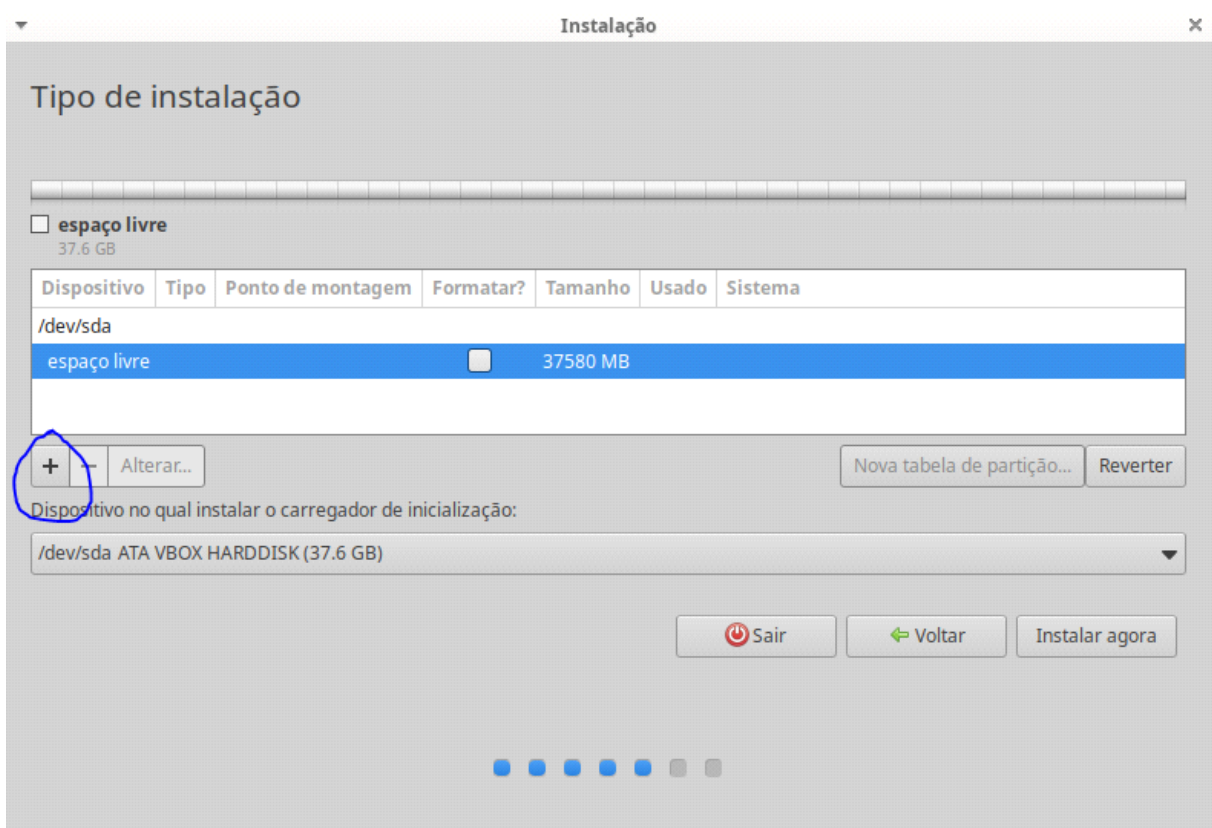 Instalação
Tipo de instalação
espaço livre
37.6 GB
Dispositivo Tipo Ponto de montagem Formatar? Tamanho Usado Sistema
/dev/sda
espaço livre 37580 MB
+ − Alterar... Nova tabela de partição... Reverter
Dispositivo no qual instalar o carregador de inicialização:
/dev/sda ATA VBOX HARDDISK (37.6 GB)
Sair Voltar Instalar agora